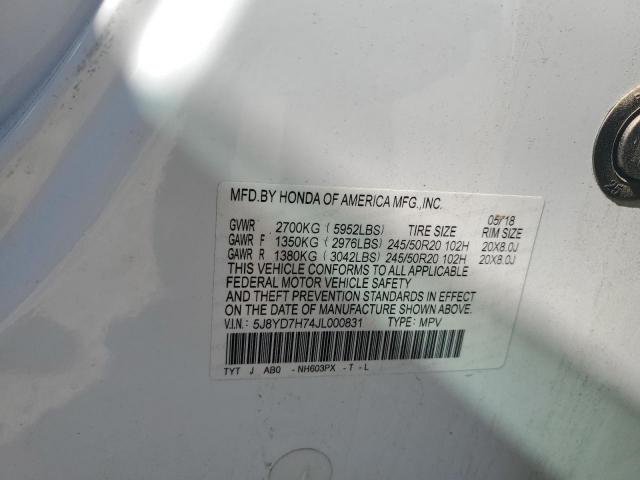 MFD.BY HONDA OF AMERICA MFG.,INC. 05/18
GVWR 2700KG ( 5952LBS) TIRE SIZE RIM SIZE
GAWR F 1350KG ( 2976LBS) 245/50R20 102H 20X8.0J
GAWR R 1380KG ( 3042LBS) 245/50R20 102H 20X8.0J
THIS VEHICLE CONFORMS TO ALL APPLICABLE
FEDERAL MOTOR VEHICLE SAFETY
AND THEFT PREVENTION STANDARDS IN EFFECT
ON THE DATE OF MANUFACTURE SHOWN ABOVE.
V.I.N.: 5J8YD7H74JL000831 TYPE: MPV
TYT J AB0 -NH603PX -T -L
25